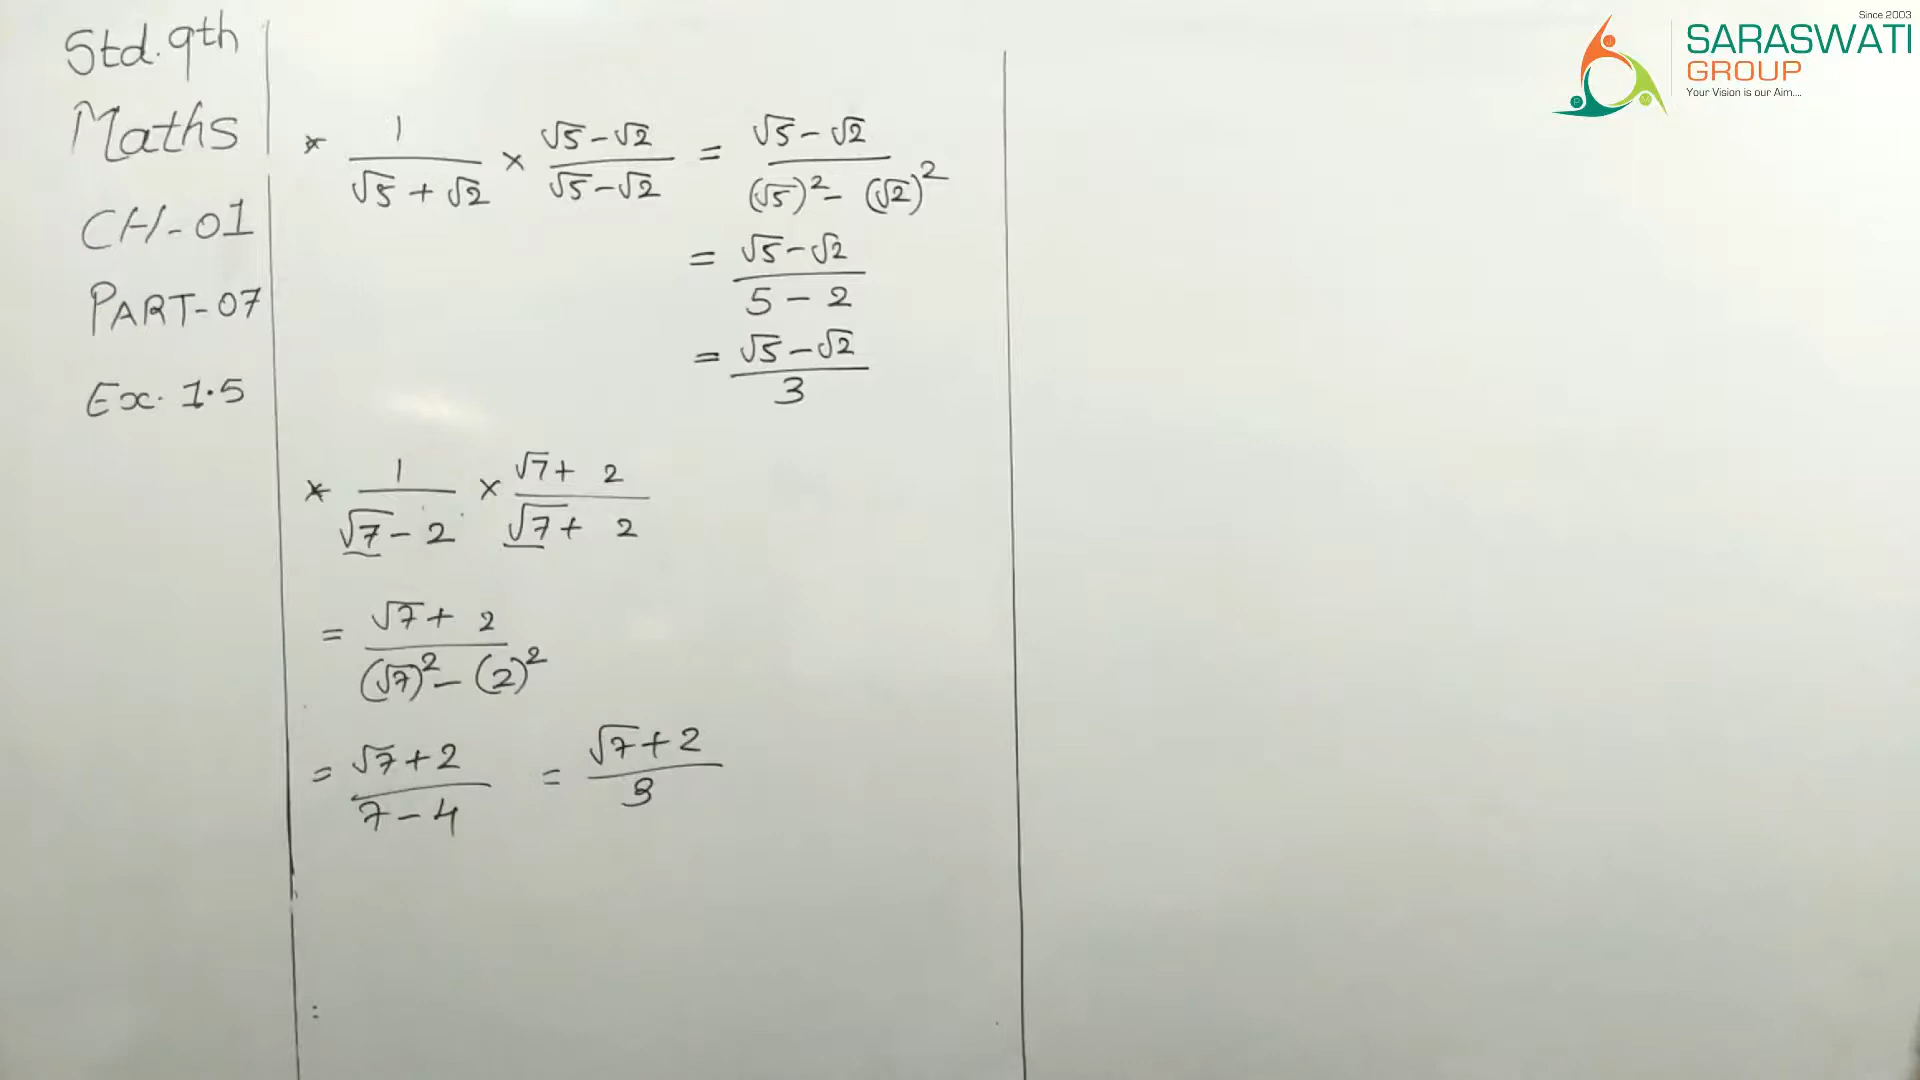 Std. 9th
Maths
CH-01
PART-07
Ex. 1.5
* 1/(√5 + √2) × (√5 - √2)/(√5 - √2) = (√5 - √2)/((√5)² - (√2)²)
= (√5 - √2)/(5 - 2)
= (√5 - √2)/3
* 1/(√7 - 2) × (√7 + 2)/(√7 + 2)
= (√7 + 2)/((√7)² - (2)²)
= (√7 + 2)/(7 - 4) = (√7 + 2)/3
Since 2003
SARASWATI
GROUP
Your Vision is our Aim....